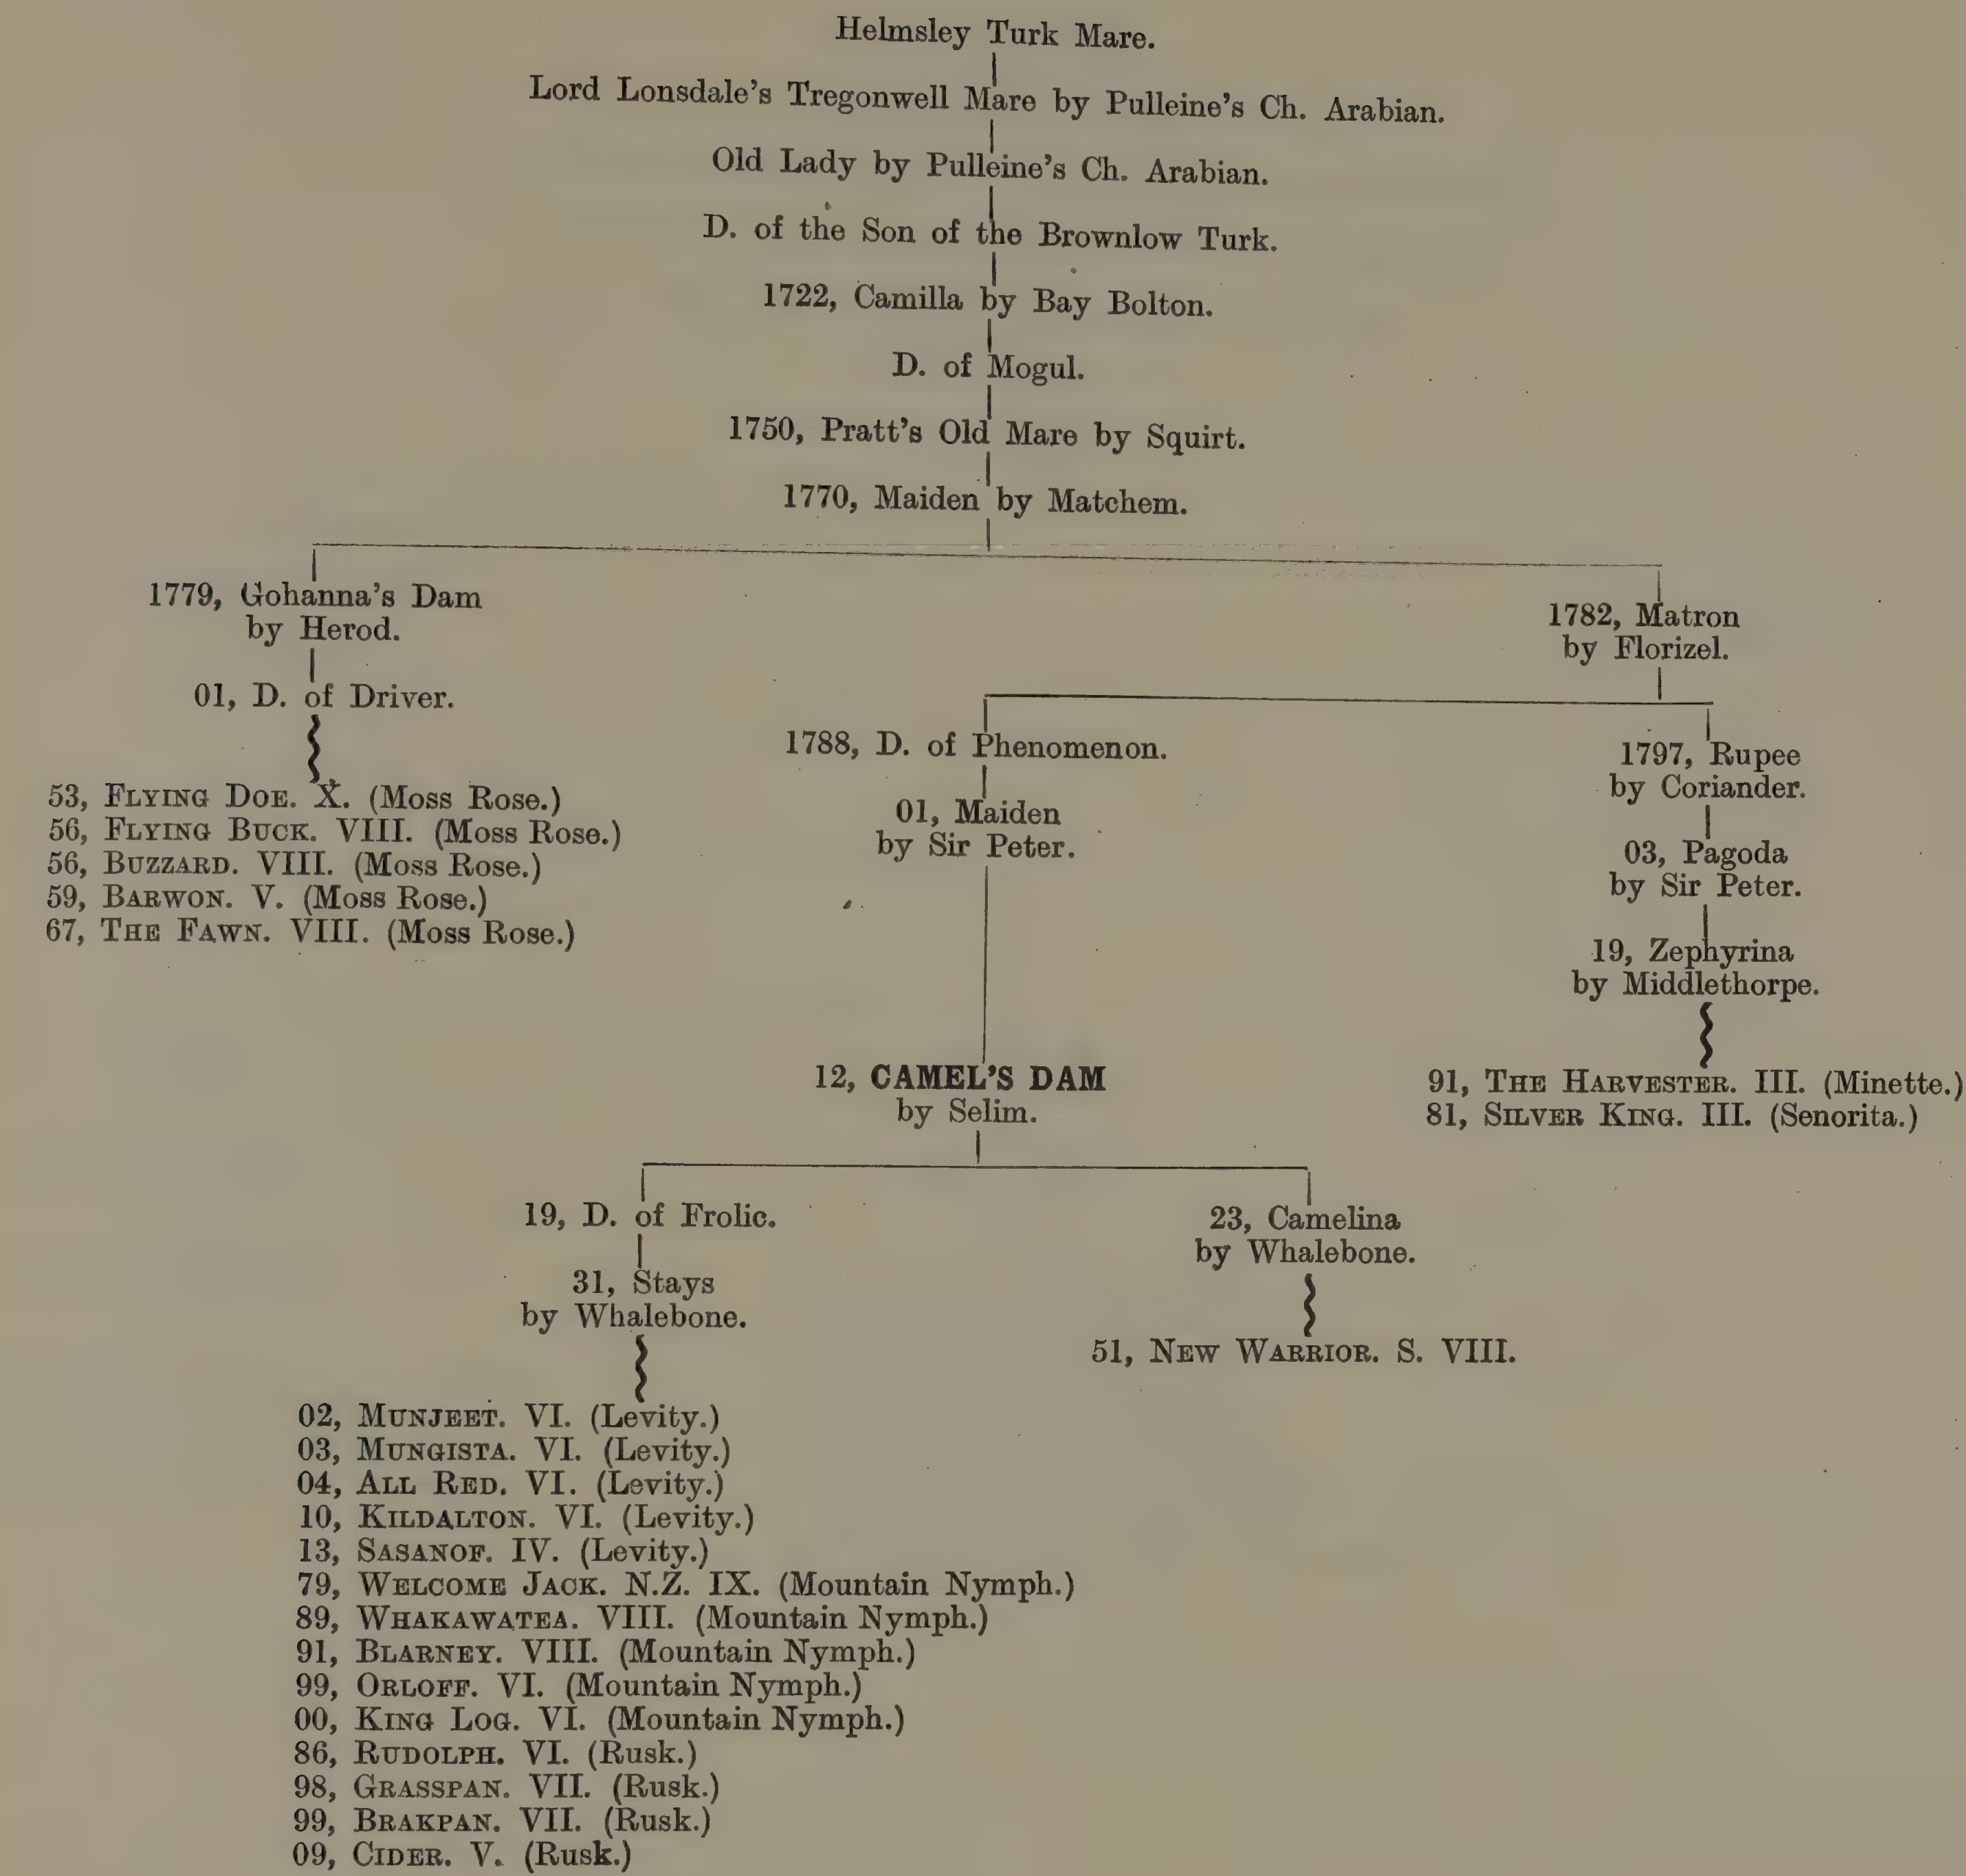 Helmsley Turk Mare.
Lord Lonsdale's Tregonwell Mare by Pulleine's Ch. Arabian.
Old Lady by Pulleine's Ch. Arabian.
D. of the Son of the Brownlow Turk.
1722, Camilla by Bay Bolton.
D. of Mogul.
1750, Pratt's Old Mare by Squirt.
1770, Maiden by Matchem.
1779, Gohanna's Dam
by Herod.
01, D. of Driver.
53, FLYING DOE. X. (Moss Rose.)
56, FLYING BUCK. VIII. (Moss Rose.)
56, BUZZARD. VIII. (Moss Rose.)
59, BARWON. V. (Moss Rose.)
67, THE FAWN. VIII. (Moss Rose.)
1782, Matron
by Florizel.
1788, D. of Phenomenon.
01, Maiden
by Sir Peter.
1797, Rupee
by Coriander.
03, Pagoda
by Sir Peter.
19, Zephyrina
by Middlethorpe.
91, THE HARVESTER. III. (Minette.)
81, SILVER KING. III. (Senorita.)
12, CAMEL'S DAM
by Selim.
19, D. of Frolic.
31, Stays
by Whalebone.
23, Camelina
by Whalebone.
51, NEW WARRIOR. S. VIII.
02, MUNJEET. VI. (Levity.)
03, MUNGISTA. VI. (Levity.)
04, ALL RED. VI. (Levity.)
10, KILDALTON. VI. (Levity.)
13, SASANOF. IV. (Levity.)
79, WELCOME JACK. N.Z. IX. (Mountain Nymph.)
89, WHAKAWATEA. VIII. (Mountain Nymph.)
91, BLARNEY. VIII. (Mountain Nymph.)
99, ORLOFF. VI. (Mountain Nymph.)
00, KING LOG. VI. (Mountain Nymph.)
86, RUDOLPH. VI. (Rusk.)
98, GRASSPAN. VII. (Rusk.)
99, BRAKPAN. VII. (Rusk.)
09, CIDER. V. (Rusk.)